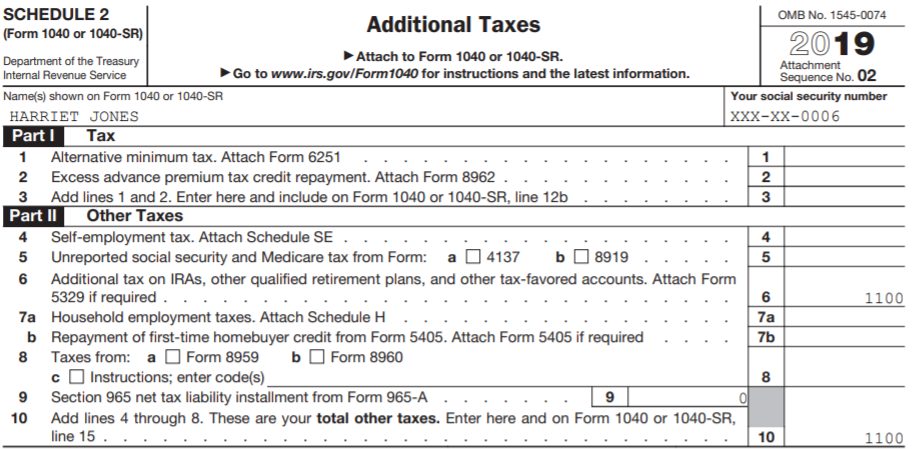 SCHEDULE 2
(Form 1040 or 1040-SR)
Department of the Treasury
Internal Revenue Service
Additional Taxes
▶ Attach to Form 1040 or 1040-SR.
▶ Go to www.irs.gov/Form1040 for instructions and the latest information.
OMB No. 1545-0074
2019
Attachment
Sequence No. 02
Name(s) shown on Form 1040 or 1040-SR
HARRIET JONES
Your social security number
XXX-XX-0006
Part I Tax
1 Alternative minimum tax. Attach Form 6251 . . . . . . . . . . . . . . . . . . . 1
2 Excess advance premium tax credit repayment. Attach Form 8962 . . . . . . . . . . . . 2
3 Add lines 1 and 2. Enter here and include on Form 1040 or 1040-SR, line 12b . . . . . . . . 3
Part II Other Taxes
4 Self-employment tax. Attach Schedule SE . . . . . . . . . . . . . . . . . . . . 4
5 Unreported social security and Medicare tax from Form: a ☐ 4137 b ☐ 8919 . . . . . 5
6 Additional tax on IRAs, other qualified retirement plans, and other tax-favored accounts. Attach Form
5329 if required . . . . . . . . . . . . . . . . . . . . . . . . . . . . . 6 1100
7a Household employment taxes. Attach Schedule H . . . . . . . . . . . . . . . . . . 7a
b Repayment of first-time homebuyer credit from Form 5405. Attach Form 5405 if required . . . . 7b
8 Taxes from: a ☐ Form 8959 b ☐ Form 8960
c ☐ Instructions; enter code(s) 8
9 Section 965 net tax liability installment from Form 965-A . . . . . . . 9 0
10 Add lines 4 through 8. These are your total other taxes. Enter here and on Form 1040 or 1040-SR,
line 15 . . . . . . . . . . . . . . . . . . . . . . . . . . . . . . . . 10 1100